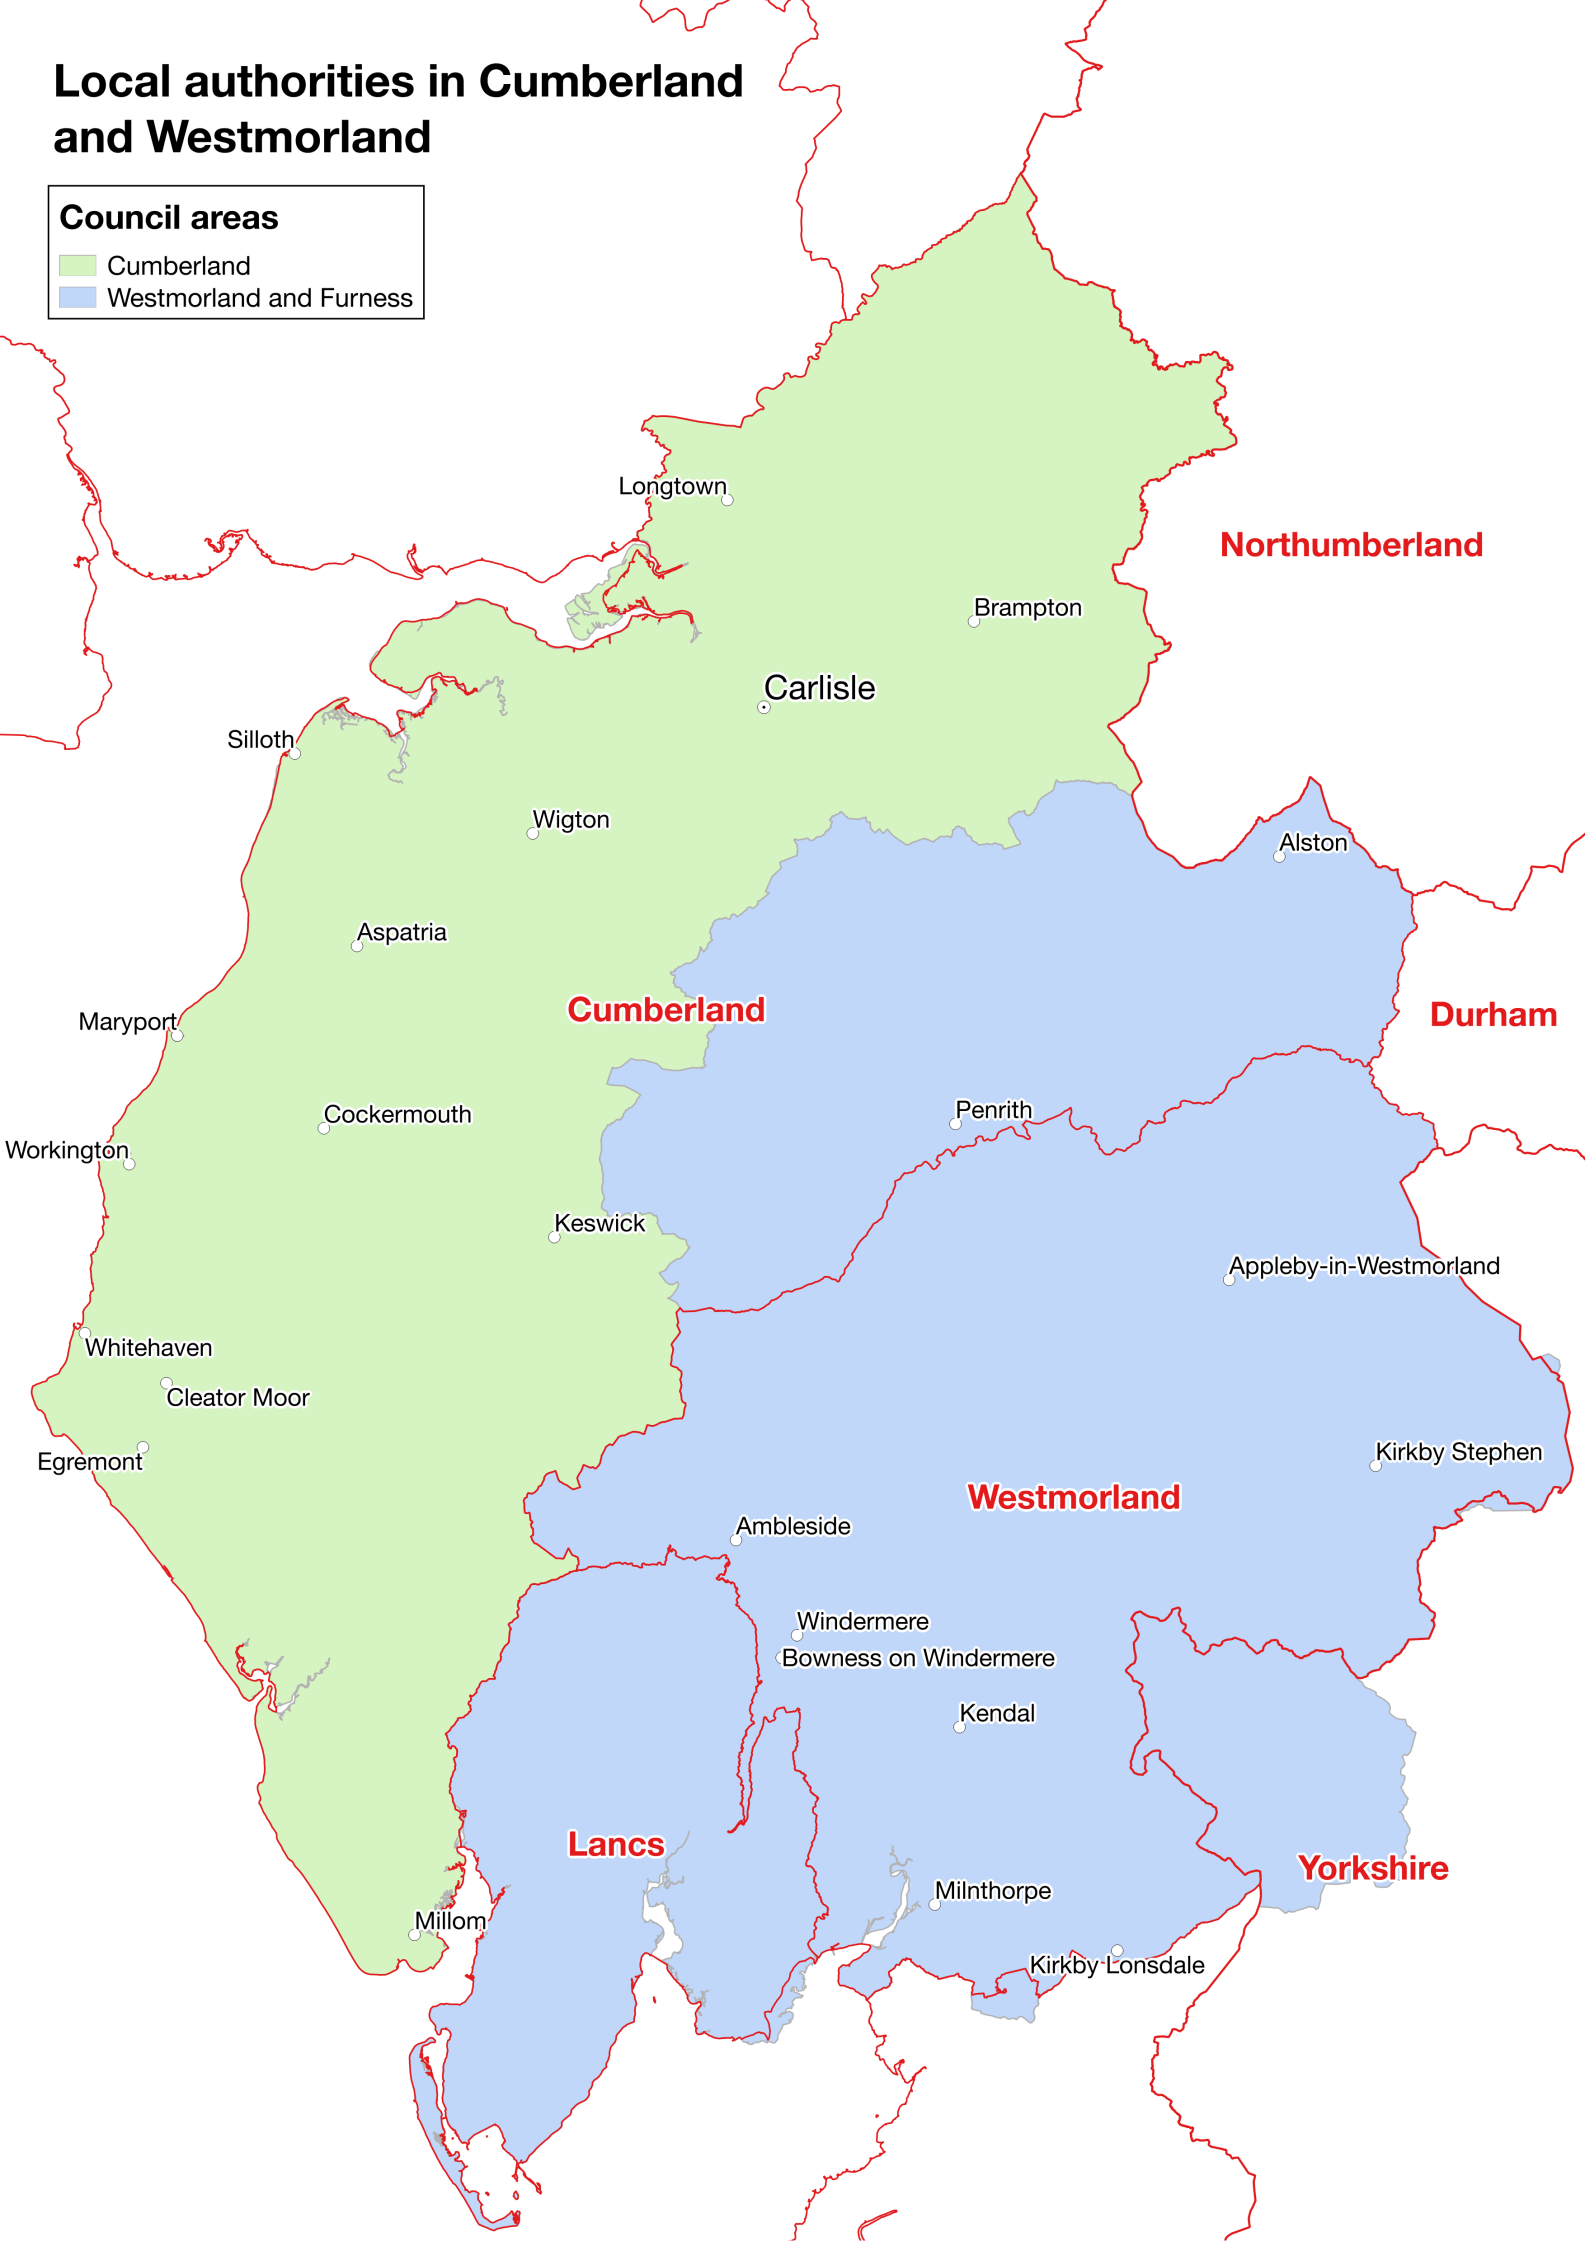 Local authorities in Cumberland
and Westmorland
Council areas
Cumberland
Westmorland and Furness
Longtown
Northumberland
Brampton
Carlisle
Silloth
Wigton
Alston
Aspatria
Cumberland
Durham
Maryport
Penrith
Cockermouth
Workington
Keswick
Appleby-in-Westmorland
Whitehaven
Cleator Moor
Kirkby Stephen
Egremont
Westmorland
Ambleside
Windermere
Bowness on Windermere
Kendal
Lancs
Yorkshire
Milnthorpe
Millom
Kirkby Lonsdale